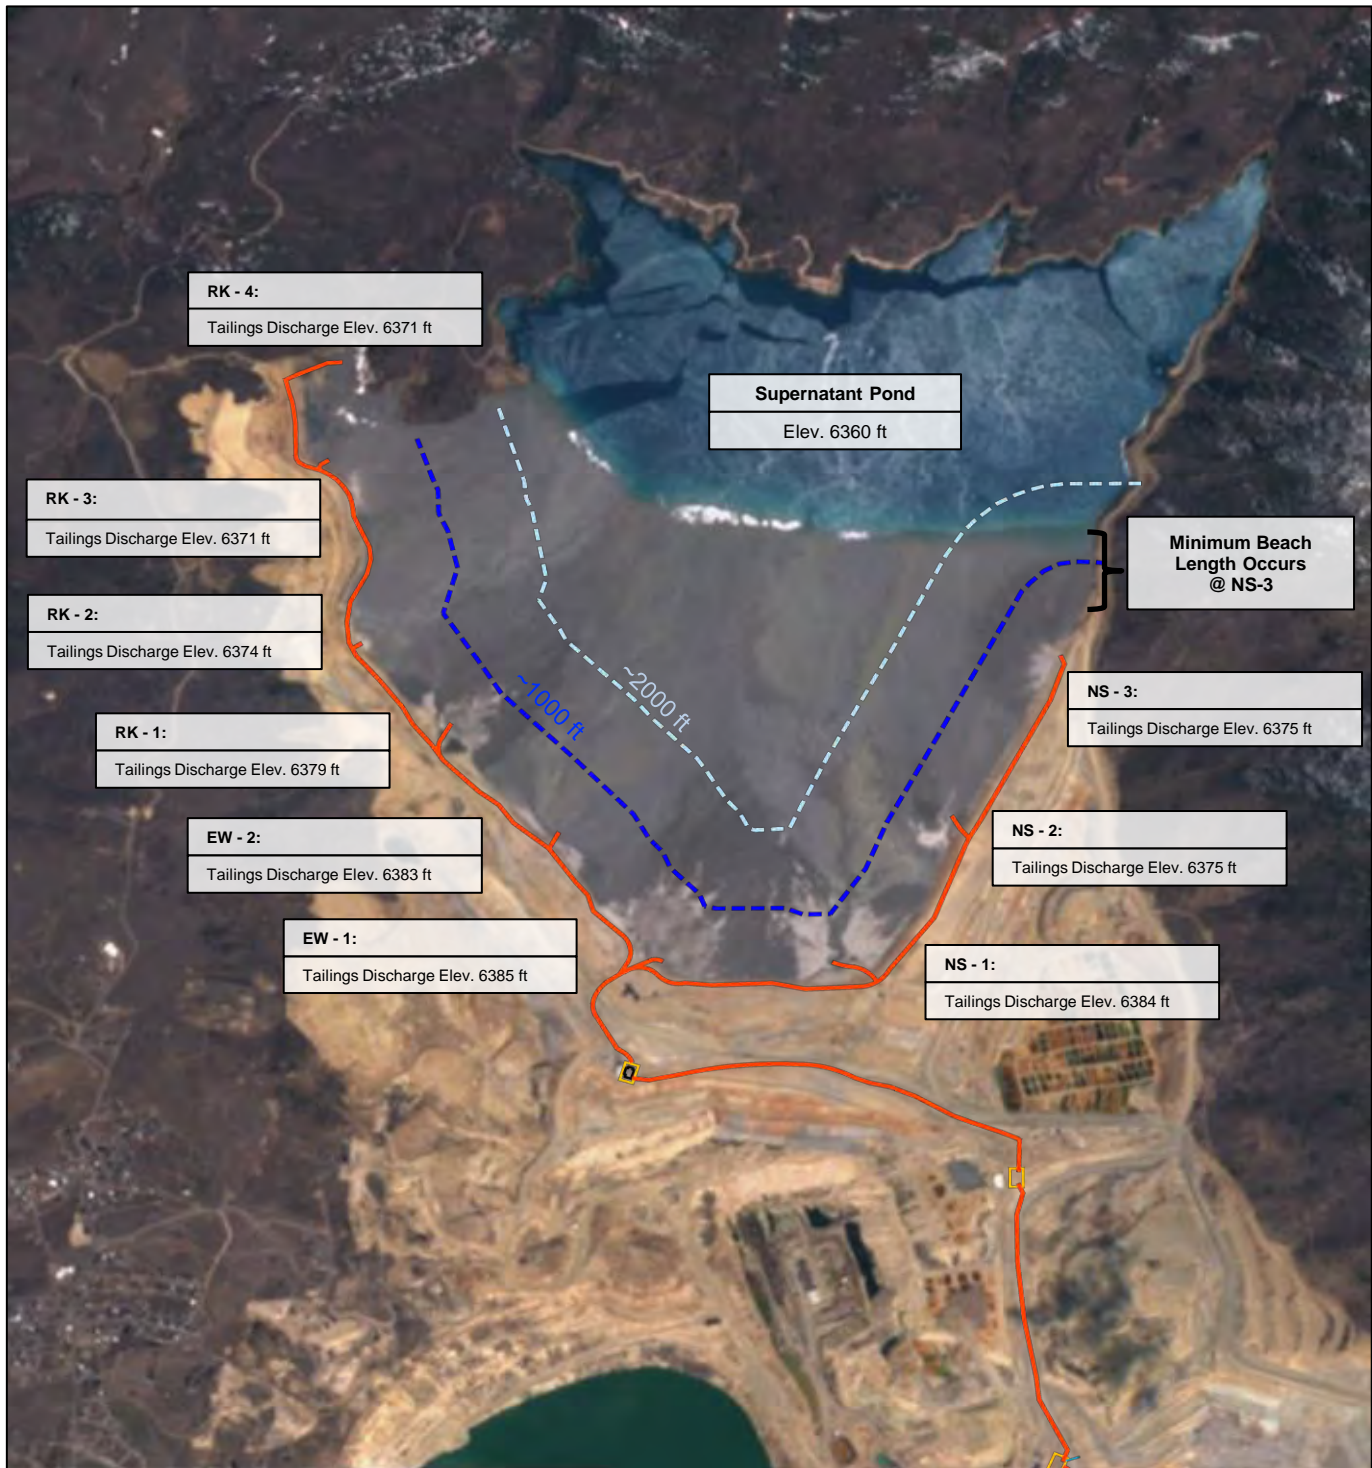 RK - 4:
Tailings Discharge Elev. 6371 ft
Supernatant Pond
Elev. 6360 ft
RK - 3:
Tailings Discharge Elev. 6371 ft
Minimum Beach
Length Occurs
@ NS-3
RK - 2:
Tailings Discharge Elev. 6374 ft
~1000 ft
~2000 ft
NS - 3:
Tailings Discharge Elev. 6375 ft
RK - 1:
Tailings Discharge Elev. 6379 ft
EW - 2:
Tailings Discharge Elev. 6383 ft
NS - 2:
Tailings Discharge Elev. 6375 ft
EW - 1:
Tailings Discharge Elev. 6385 ft
NS - 1:
Tailings Discharge Elev. 6384 ft